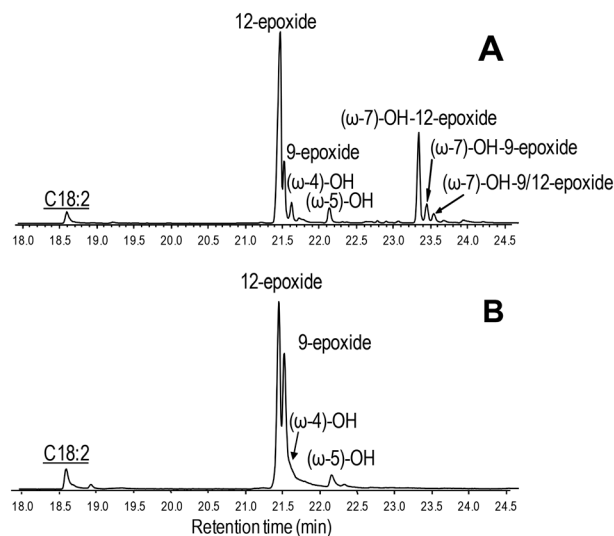 12-epoxide
A
(ω-7)-OH-12-epoxide
9-epoxide
(ω-7)-OH-9-epoxide
(ω-4)-OH
(ω-7)-OH-9/12-epoxide
C18:2
(ω-5)-OH
18.0 18.5 19.0 19.5 20.0 20.5 21.0 21.5 22.0 22.5 23.0 23.5 24.0 24.5
12-epoxide
B
9-epoxide
(ω-4)-OH
C18:2
(ω-5)-OH
18.0 18.5 19.0 19.5 20.0 20.5 21.0 21.5 22.0 22.5 23.0 23.5 24.0 24.5
Retention time (min)